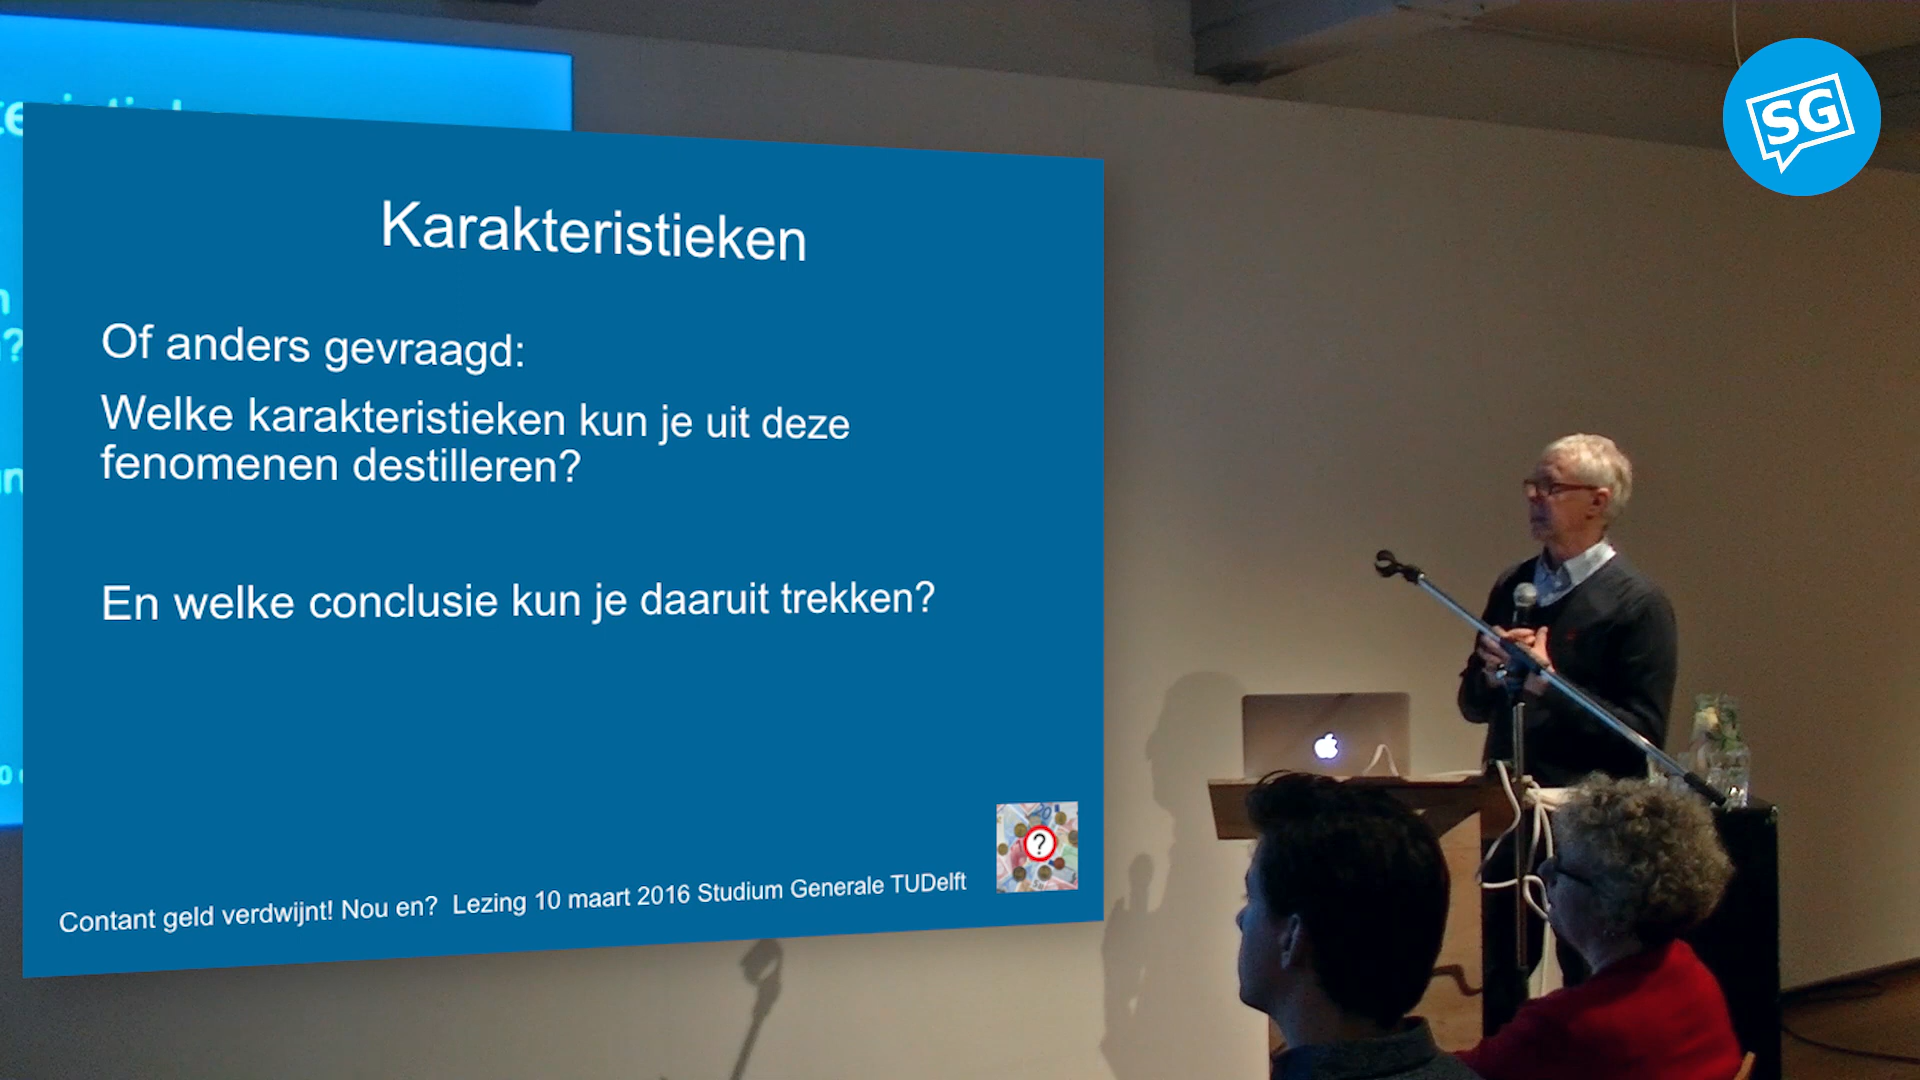 SG
Karakteristieken
Of anders gevraagd:
Welke karakteristieken kun je uit deze
fenomenen destilleren?
En welke conclusie kun je daaruit trekken?
?
Contant geld verdwijnt! Nou en? Lezing 10 maart 2016 Studium Generale TUDelft